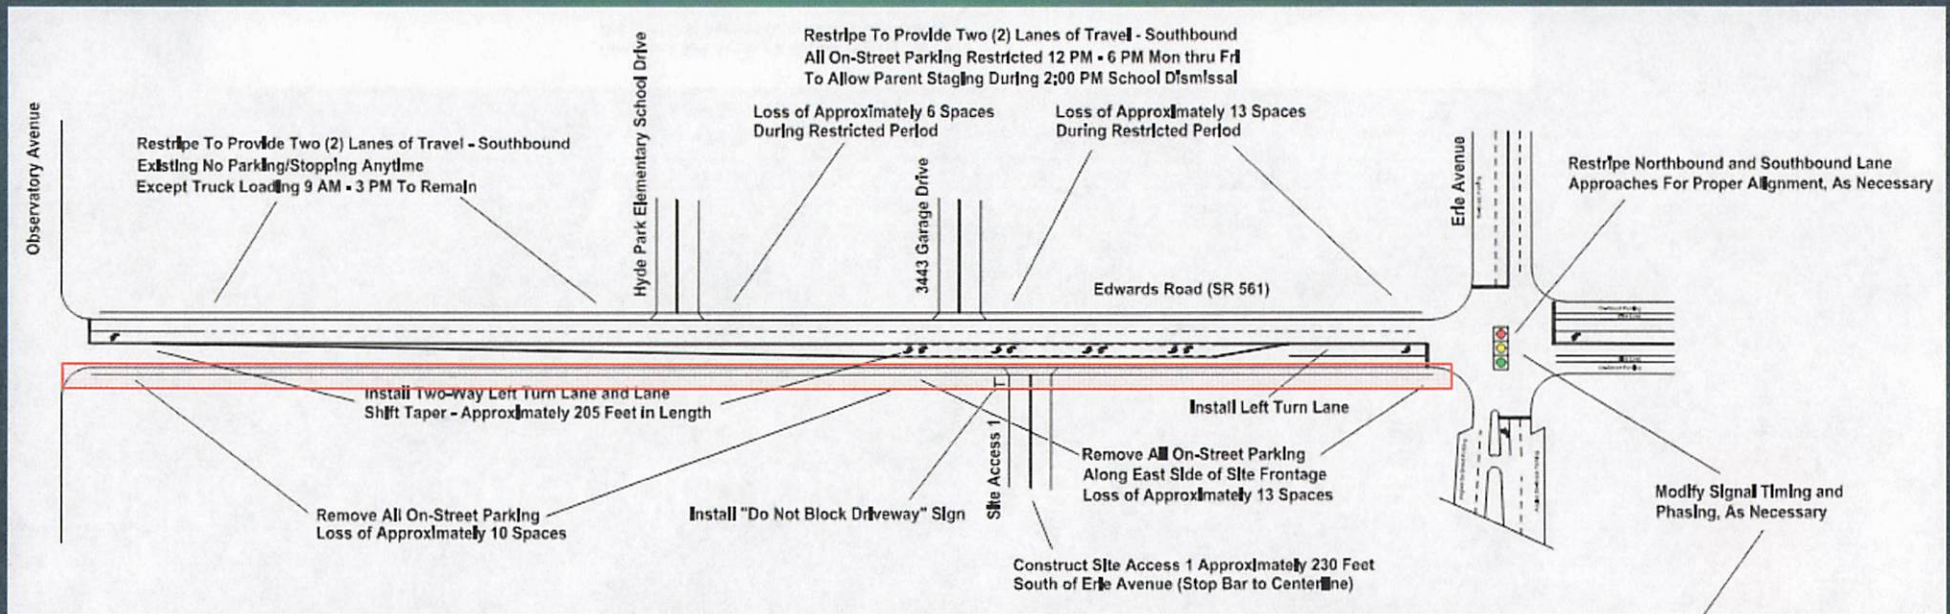 Restripe To Provide Two (2) Lanes of Travel - Southbound
All On-Street Parking Restricted 12 PM - 6 PM Mon thru Fri
To Allow Parent Staging During 2:00 PM School Dismissal
Loss of Approximately 6 Spaces
During Restricted Period
Loss of Approximately 13 Spaces
During Restricted Period
Observatory Avenue
Restripe To Provide Two (2) Lanes of Travel - Southbound
Existing No Parking/Stopping Anytime
Except Truck Loading 9 AM - 3 PM To Remain
Hyde Park Elementary School Drive
3443 Garage Drive
Erie Avenue
Restripe Northbound and Southbound Lane
Approaches For Proper Alignment, As Necessary
Edwards Road (SR 561)
Install Two-Way Left Turn Lane and Lane
Shift Taper - Approximately 205 Feet in Length
Install Left Turn Lane
Site Access 1
Remove All On-Street Parking
Along East Side of Site Frontage
Loss of Approximately 13 Spaces
Remove All On-Street Parking
Loss of Approximately 10 Spaces
Install "Do Not Block Driveway" Sign
Modify Signal Timing and
Phasing, As Necessary
Construct Site Access 1 Approximately 230 Feet
South of Erie Avenue (Stop Bar to Centerline)